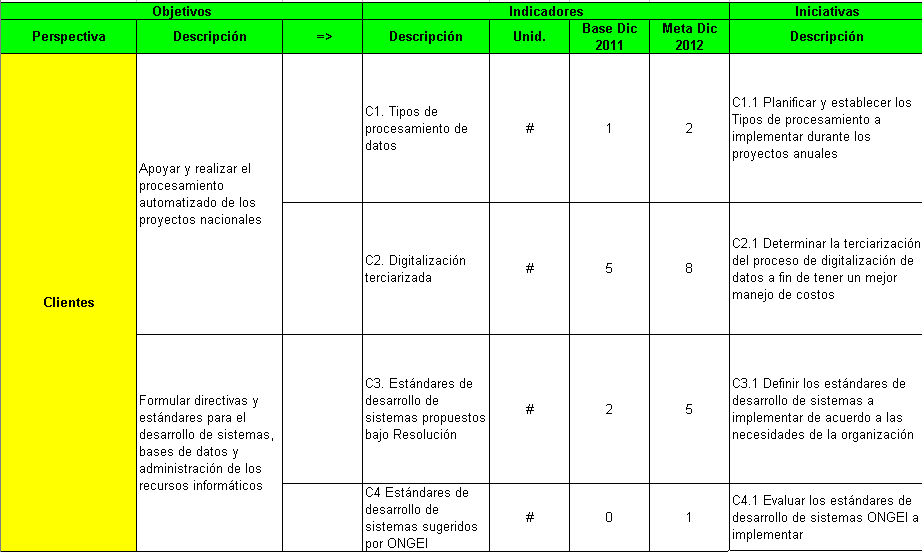 Objetivos
Indicadores
Iniciativas
Perspectiva
Descripción
=>
Descripción
Unid.
Base Dic
2011
Meta Dic
2012
Descripción
Clientes
Apoyar y realizar el
procesamiento
automatizado de los
proyectos nacionales
C1. Tipos de
procesamiento de
datos
#
1
2
C1.1 Planificar y establecer los
Tipos de procesamiento a
implementar durante los
proyectos anuales
C2. Digitalización
terciarizada
#
5
8
C2.1 Determinar la terciarización
del proceso de digitalización de
datos a fin de tener un mejor
manejo de costos
Formular directivas y
estándares para el
desarrollo de sistemas,
bases de datos y
administración de los
recursos informáticos
C3. Estándares de
desarrollo de
sistemas propuestos
bajo Resolución
#
2
5
C3.1 Definir los estándares de
desarrollo de sistemas a
implementar de acuerdo a las
necesidades de la organización
C4 Estándares de
desarrollo de
sistemas sugeridos
por ONGEI
#
0
1
C4.1 Evaluar los estándares de
desarrollo de sistemas ONGEI a
implementar